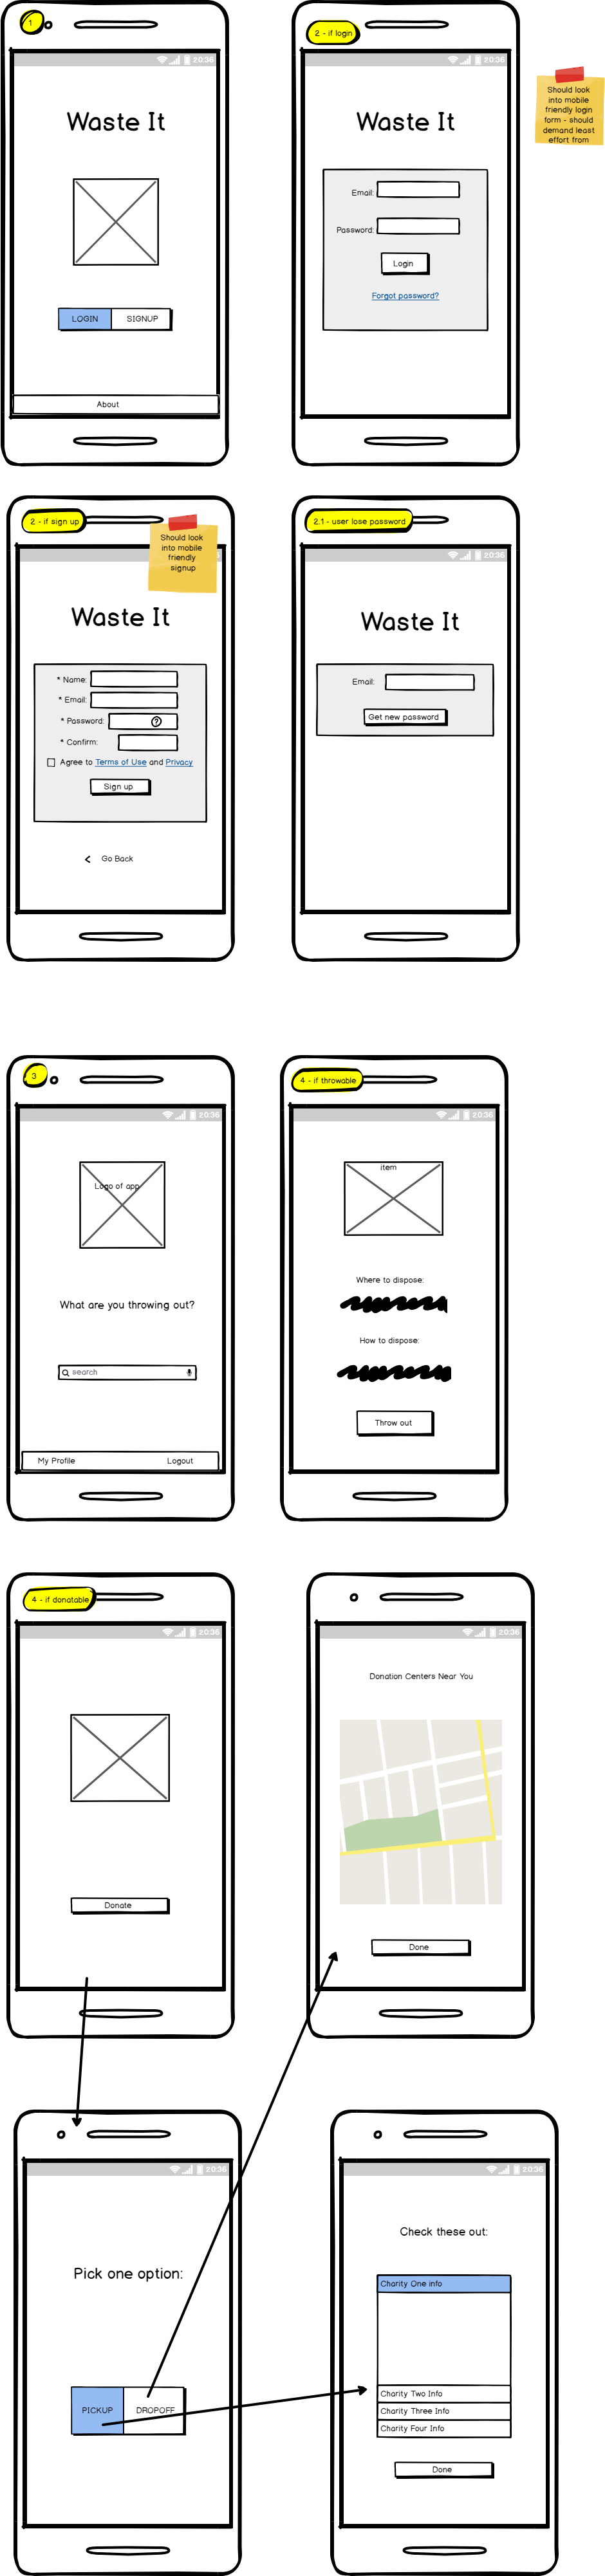 1
20:36
Waste It
LOGIN
SIGNUP
About
2 - if login
20:36
Waste It
Email:
Password:
Login
Forgot password?
Should look
into mobile
friendly login
form - should
demand least
effort from
2 - if sign up
Should look
into mobile
friendly
signup
Waste It
* Name:
* Email:
* Password:
?
* Confirm:
Agree to Terms of Use and Privacy
Sign up
< Go Back
2.1 - user lose password
20:36
Waste It
Email:
Get new password
3
20:36
Logo of app
What are you throwing out?
search
My Profile
Logout
4 - if throwable
20:36
item
Where to dispose:
How to dispose:
Throw out
4 - if donatable
20:36
Donate
20:36
Donation Centers Near You
Done
20:36
Pick one option:
PICKUP
DROPOFF
20:36
Check these out:
Charity One info
Charity Two Info
Charity Three Info
Charity Four Info
Done